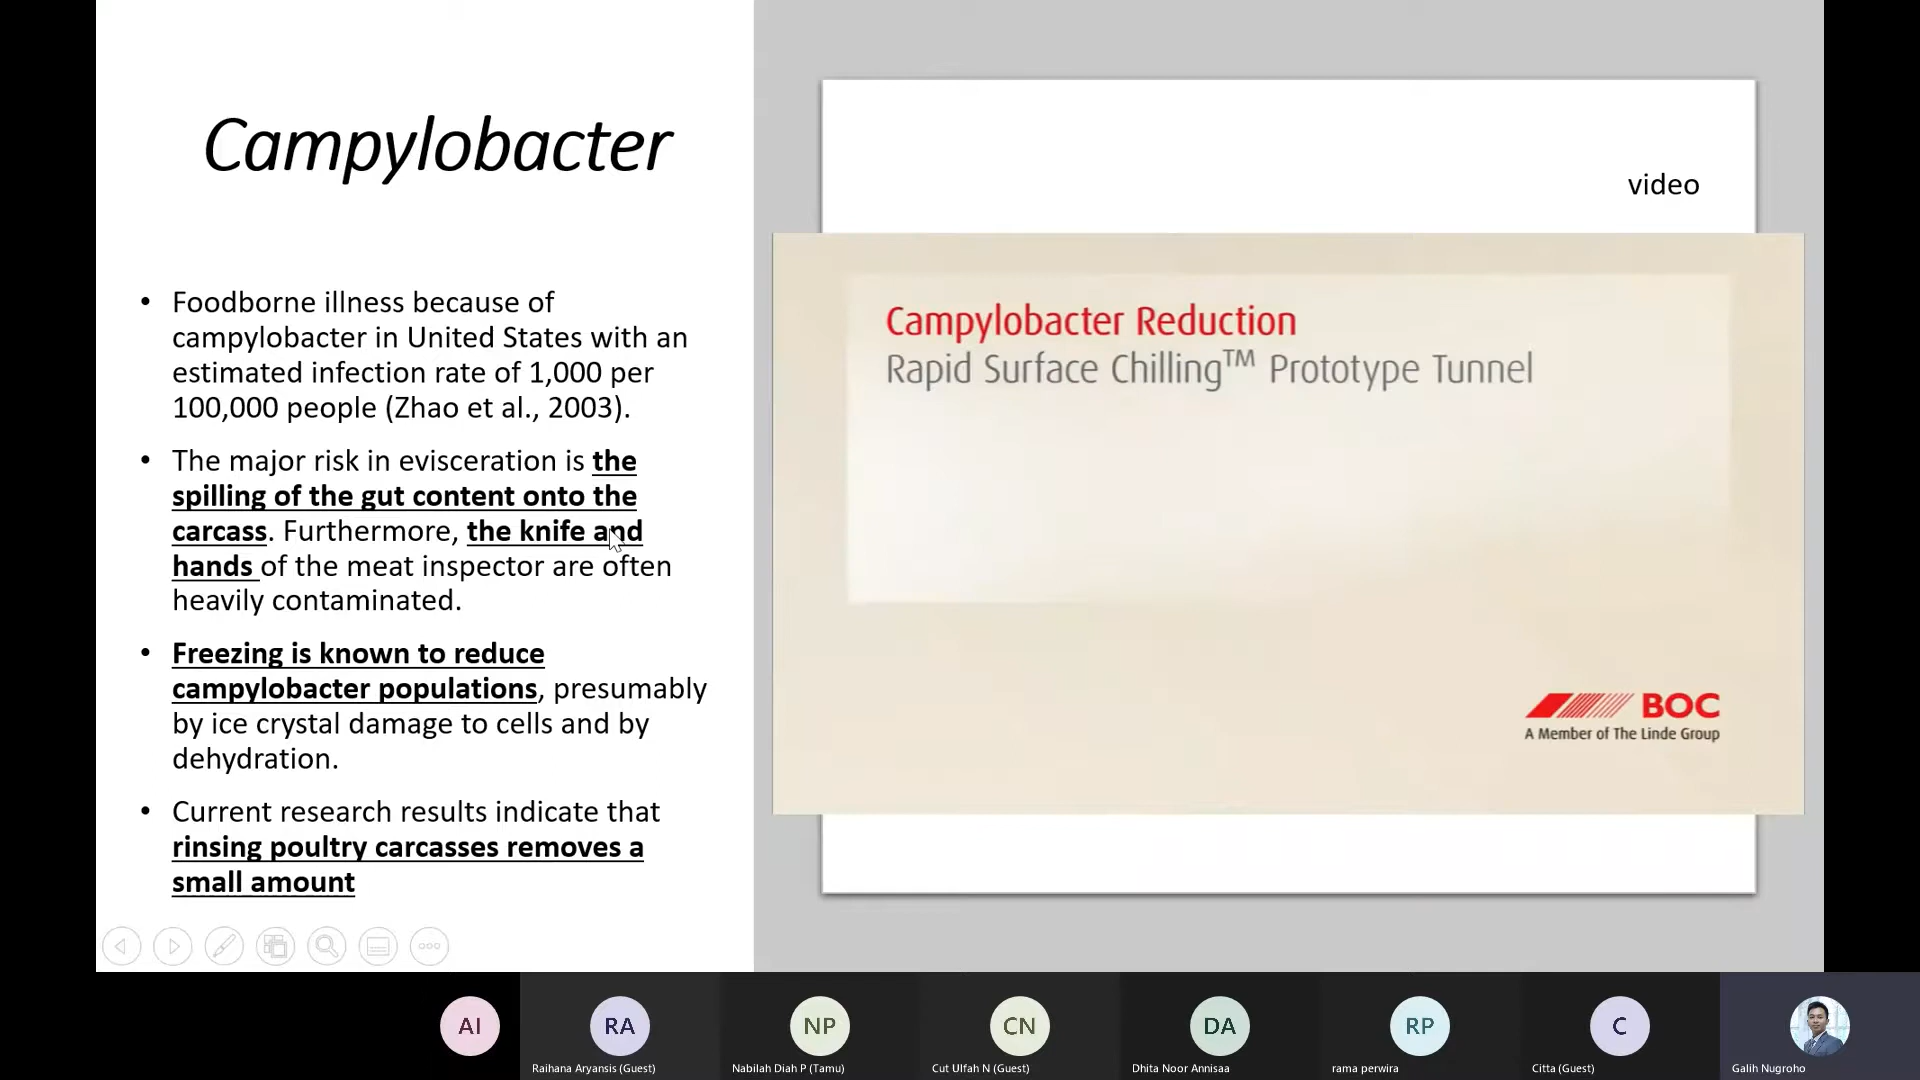 Campylobacter
• Foodborne illness because of
campylobacter in United States with an
estimated infection rate of 1,000 per
100,000 people (Zhao et al., 2003).
• The major risk in evisceration is the
spilling of the gut content onto the
carcass. Furthermore, the knife and
hands of the meat inspector are often
heavily contaminated.
• Freezing is known to reduce
campylobacter populations, presumably
by ice crystal damage to cells and by
dehydration.
• Current research results indicate that
rinsing poultry carcasses removes a
small amount
video
Campylobacter Reduction
Rapid Surface Chilling™ Prototype Tunnel
BOC
A Member of The Linde Group
AI
RA
NP
CN
DA
RP
C
Raihana Aryansis (Guest)
Nabilah Diah P (Tamu)
Cut Ulfah N (Guest)
Dhita Noor Annisaa
rama perwira
Citta (Guest)
Galih Nugroho